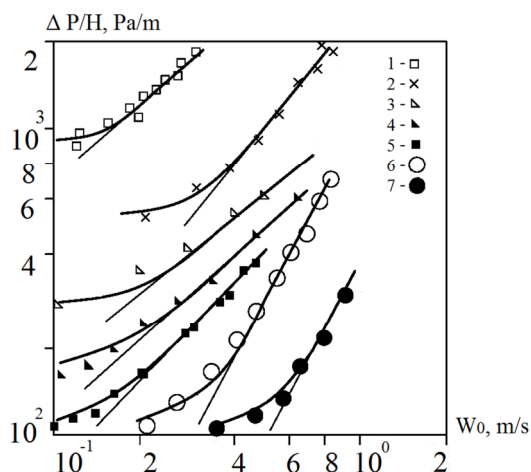 Δ P/H, Pa/m
2
10³
8
6
4
2
10²
1 - □
2 - ×
3 - ◺
4 - ◣
5 - ■
6 - ○
7 - ●
W₀, m/s
10⁻¹ 2 4 6 8 10⁰ 2